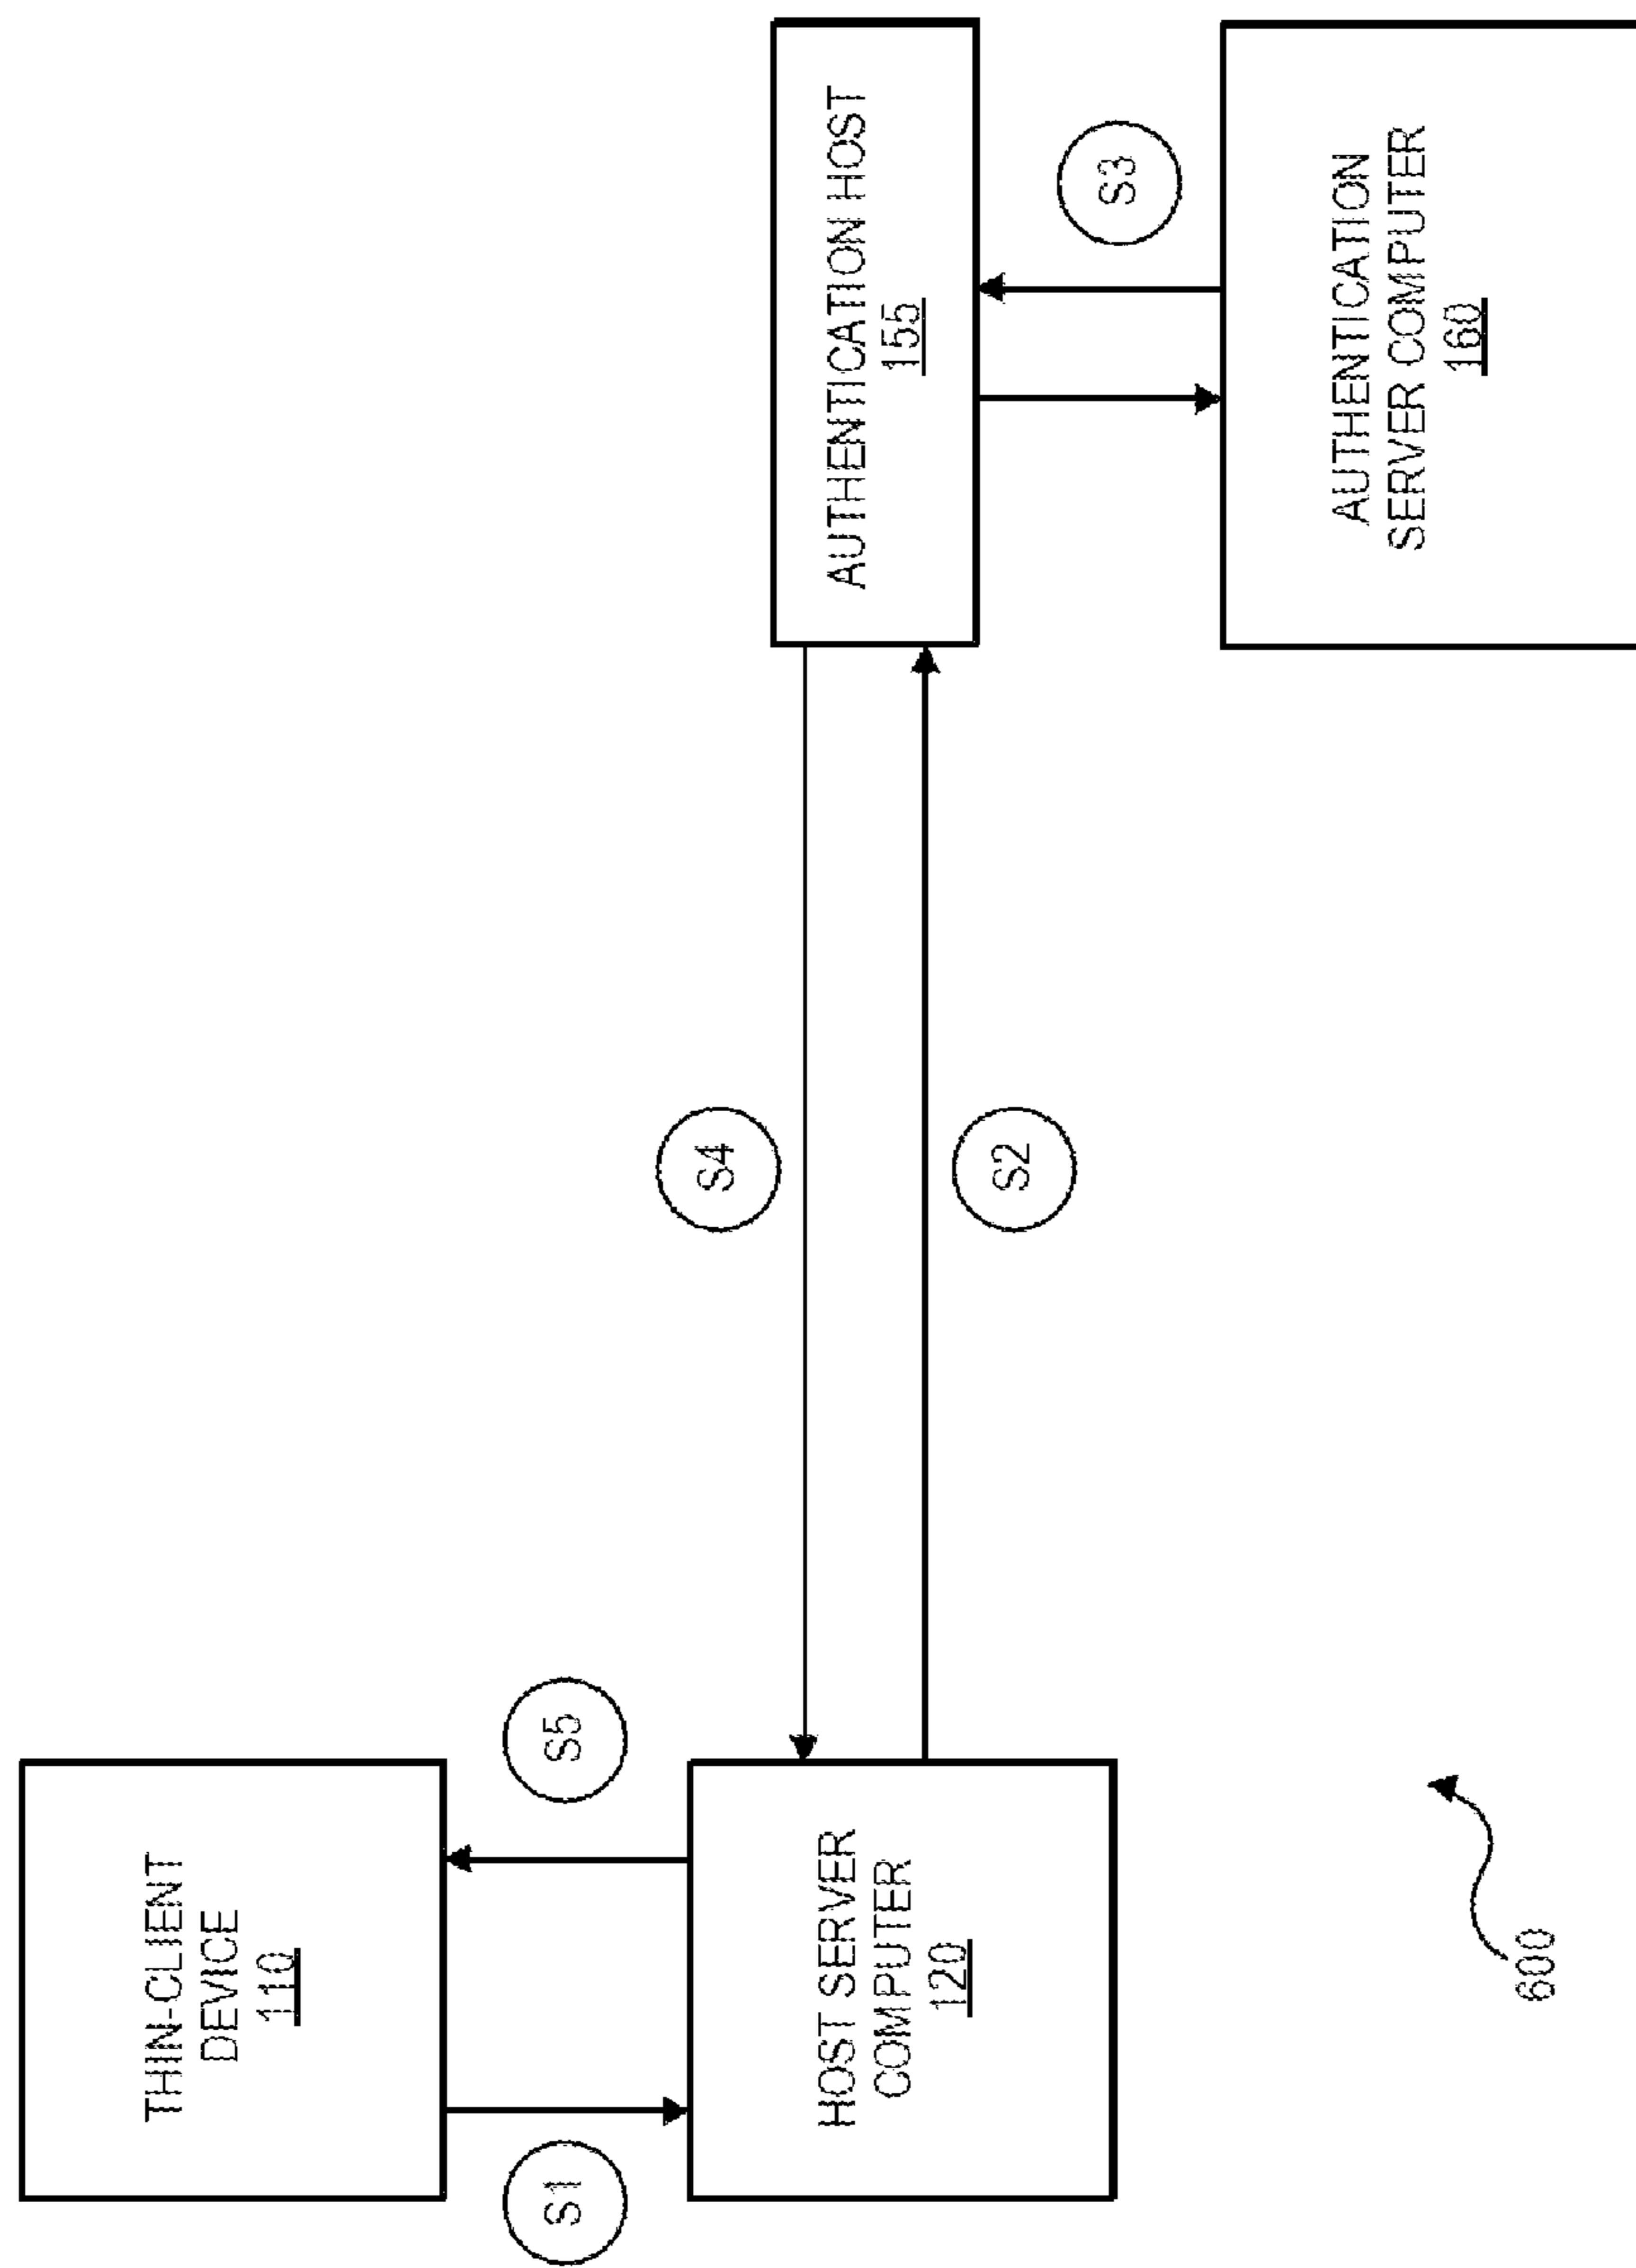 THIN-CLIENT
DEVICE
110
S1
S5
HOST SERVER
COMPUTER
120
S4
S2
AUTHENTICATION HOST
155
S3
AUTHENTICATION
SERVER COMPUTER
160
600